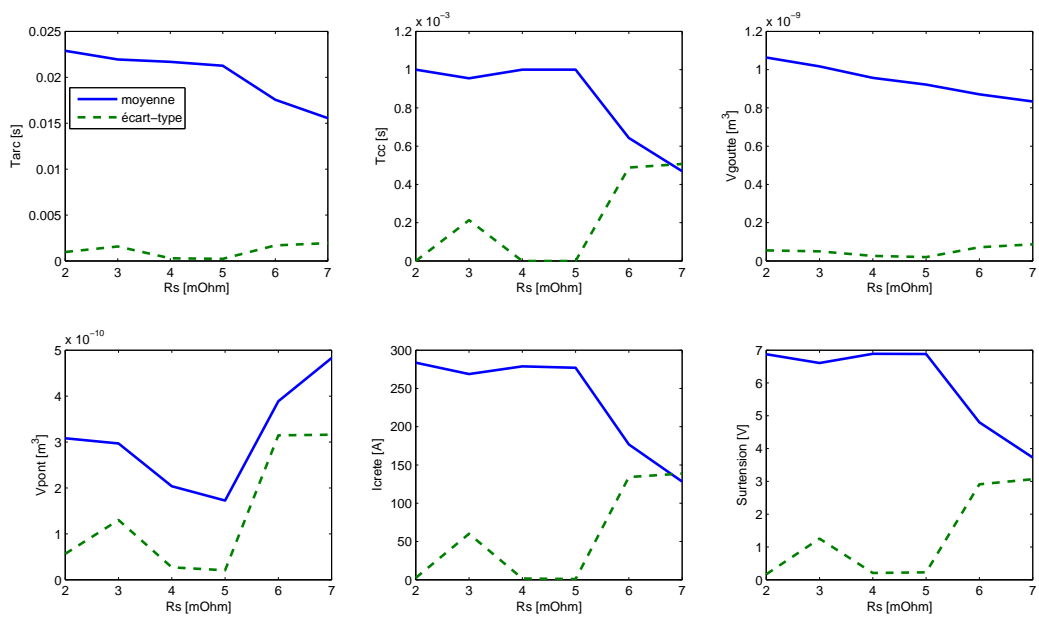 0.025
0.02
0.015
0.01
0.005
0
Tarc [s]
moyenne
écart−type
2 3 4 5 6 7
Rs [mOhm]
x 10−3
1.2
1
0.8
0.6
0.4
0.2
0
Tcc [s]
2 3 4 5 6 7
Rs [mOhm]
x 10−9
1.2
1
0.8
0.6
0.4
0.2
0
Vgoutte [m3]
2 3 4 5 6 7
Rs [mOhm]
x 10−10
5
4
3
2
1
0
Vpont [m3]
2 3 4 5 6 7
Rs [mOhm]
300
250
200
150
100
50
0
Icrete [A]
2 3 4 5 6 7
Rs [mOhm]
7
6
5
4
3
2
1
0
Surtension [V]
2 3 4 5 6 7
Rs [mOhm]